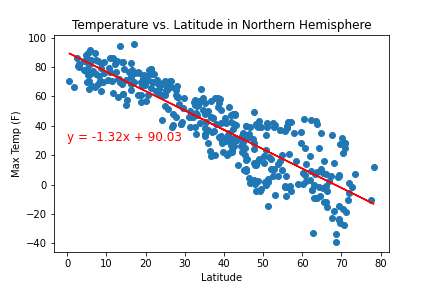 Temperature vs. Latitude in Northern Hemisphere
100
80
60
40
20
0
−20
−40
Max Temp (F)
y = -1.32x + 90.03
0 10 20 30 40 50 60 70 80
Latitude